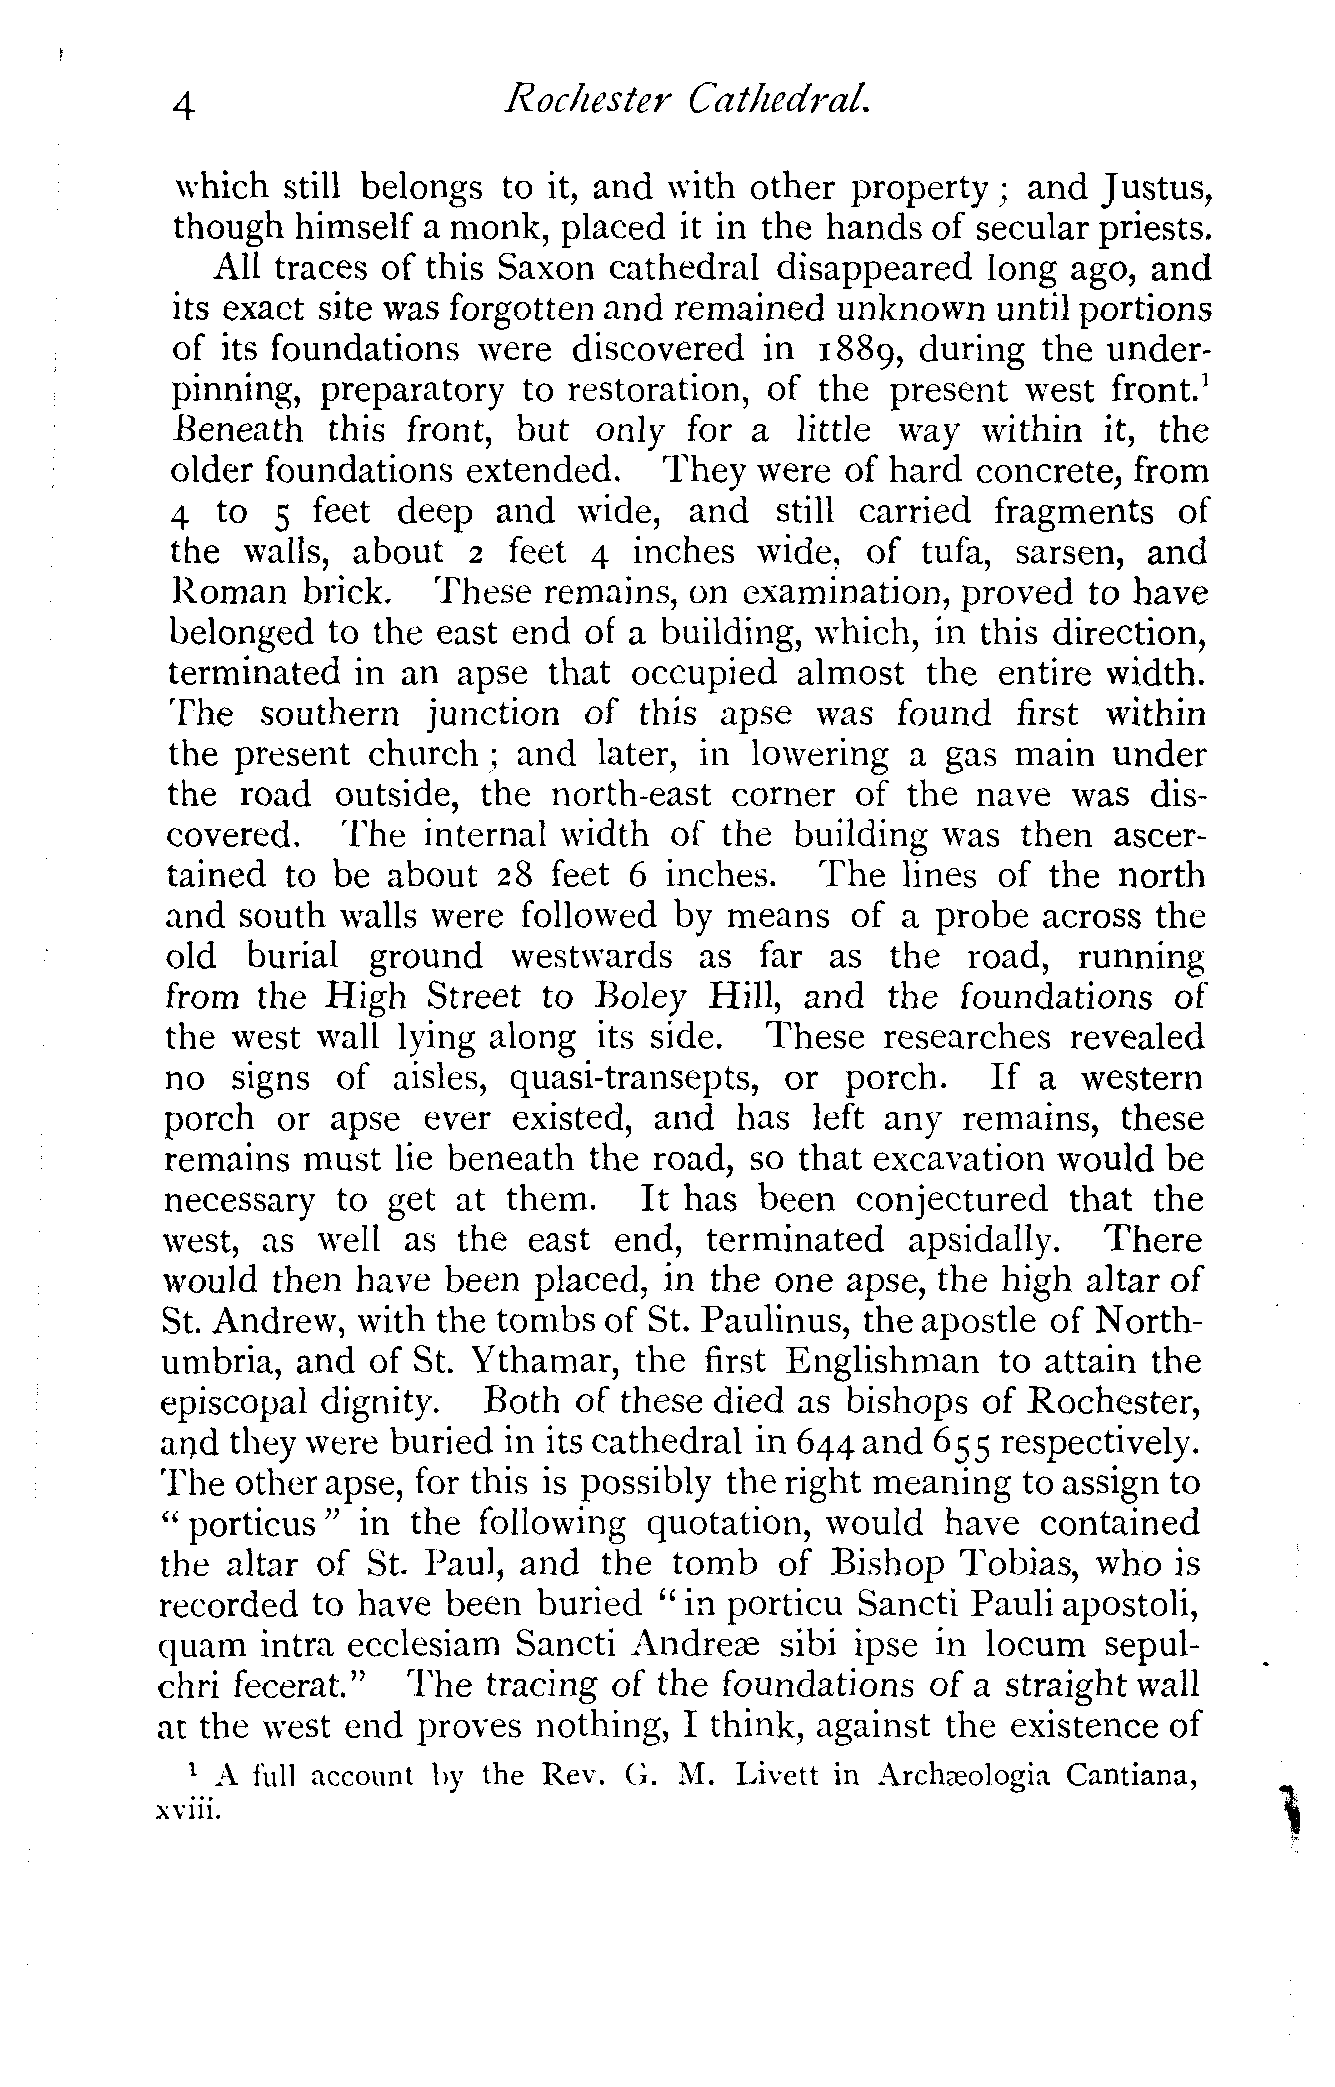 4 Rochester Cathedral.
which still belongs to it, and with other property ; and Justus,
though himself a monk, placed it in the hands of secular priests.
All traces of this Saxon cathedral disappeared long ago, and
its exact site was forgotten and remained unknown until portions
of its foundations were discovered in 1889, during the under-
pinning, preparatory to restoration, of the present west front.¹
Beneath this front, but only for a little way within it, the
older foundations extended. They were of hard concrete, from
4 to 5 feet deep and wide, and still carried fragments of
the walls, about 2 feet 4 inches wide, of tufa, sarsen, and
Roman brick. These remains, on examination, proved to have
belonged to the east end of a building, which, in this direction,
terminated in an apse that occupied almost the entire width.
The southern junction of this apse was found first within
the present church ; and later, in lowering a gas main under
the road outside, the north-east corner of the nave was dis-
covered. The internal width of the building was then ascer-
tained to be about 28 feet 6 inches. The lines of the north
and south walls were followed by means of a probe across the
old burial ground westwards as far as the road, running
from the High Street to Boley Hill, and the foundations of
the west wall lying along its side. These researches revealed
no signs of aisles, quasi-transepts, or porch. If a western
porch or apse ever existed, and has left any remains, these
remains must lie beneath the road, so that excavation would be
necessary to get at them. It has been conjectured that the
west, as well as the east end, terminated apsidally. There
would then have been placed, in the one apse, the high altar of
St. Andrew, with the tombs of St. Paulinus, the apostle of North-
umbria, and of St. Ythamar, the first Englishman to attain the
episcopal dignity. Both of these died as bishops of Rochester,
and they were buried in its cathedral in 644 and 655 respectively.
The other apse, for this is possibly the right meaning to assign to
“ porticus ” in the following quotation, would have contained
the altar of St. Paul, and the tomb of Bishop Tobias, who is
recorded to have been buried “ in porticu Sancti Pauli apostoli,
quam intra ecclesiam Sancti Andreæ sibi ipse in locum sepul-
chri fecerat.” The tracing of the foundations of a straight wall
at the west end proves nothing, I think, against the existence of
¹ A full account by the Rev. G. M. Livett in Archæologia Cantiana,
xviii.